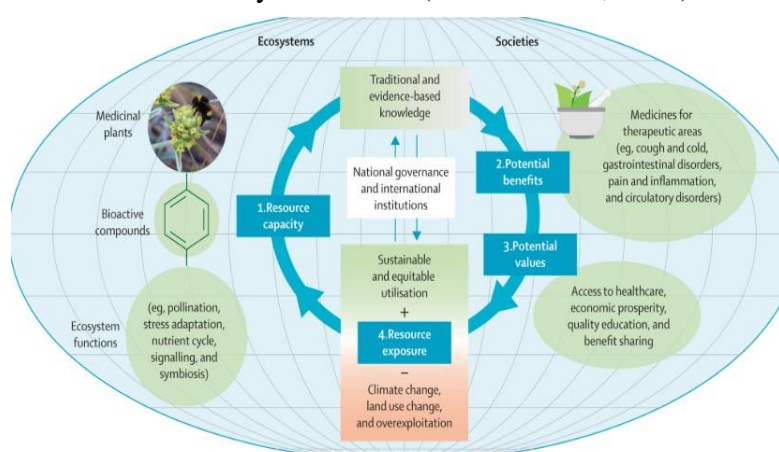 Ecosystems
Societies
Medicinal
plants
Bioactive
compounds
Ecosystem
functions
(eg, pollination,
stress adaptation,
nutrient cycle,
signalling, and
symbiosis)
1.Resource
capacity
Traditional and
evidence-based
knowledge
National governance
and international
institutions
Sustainable
and equitable
utilisation
+
4.Resource
exposure
−
Climate change,
land use change,
and overexploitation
2.Potential
benefits
3.Potential
values
Medicines for
therapeutic areas
(eg, cough and cold,
gastrointestinal disorders,
pain and inflammation,
and circulatory disorders)
Access to healthcare,
economic prosperity,
quality education, and
benefit sharing